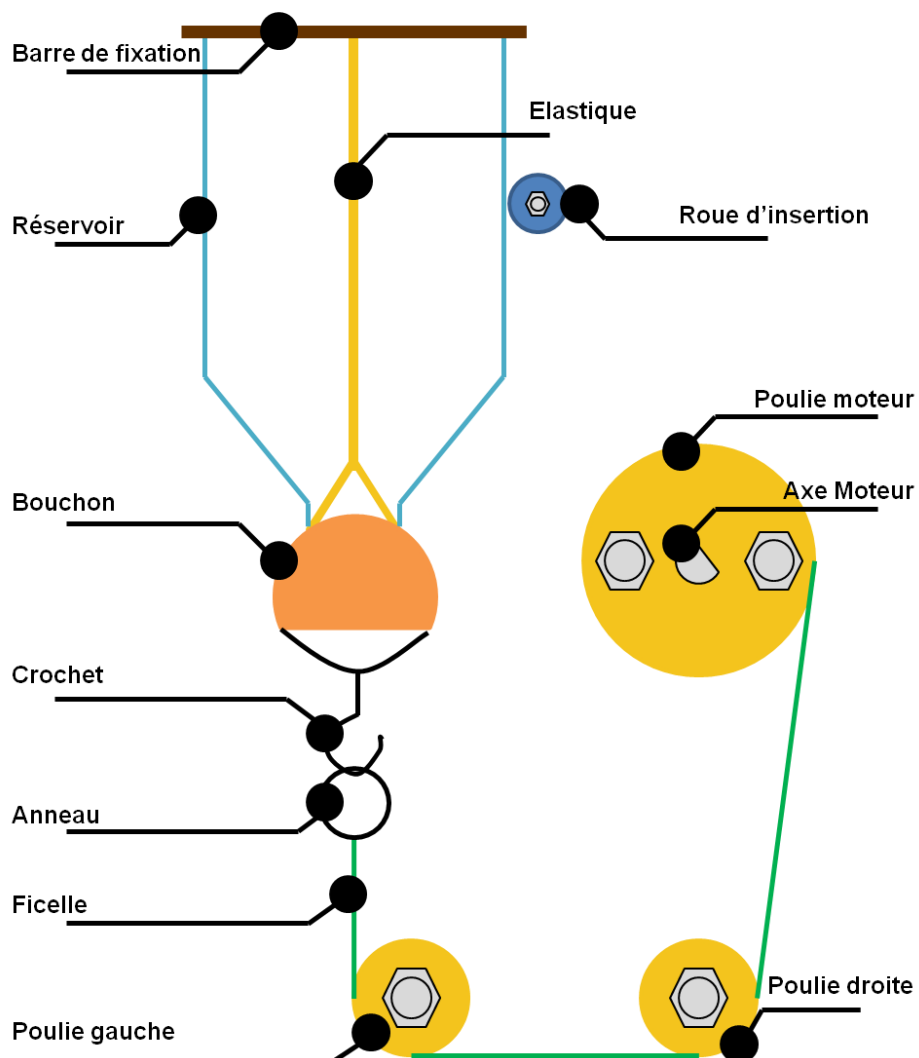 Barre de fixation
Elastique
Réservoir
Roue d’insertion
Poulie moteur
Bouchon
Axe Moteur
Crochet
Anneau
Ficelle
Poulie droite
Poulie gauche